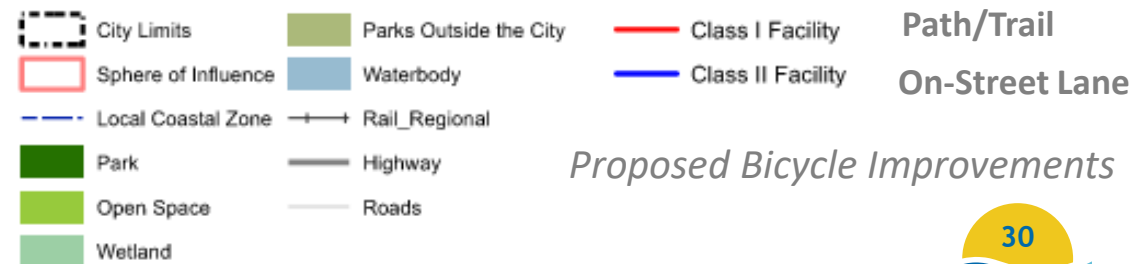 City Limits
Sphere of Influence
Local Coastal Zone
Park
Open Space
Wetland
Parks Outside the City
Waterbody
Rail_Regional
Highway
Roads
Class I Facility
Class II Facility
Path/Trail
On-Street Lane
Proposed Bicycle Improvements
30